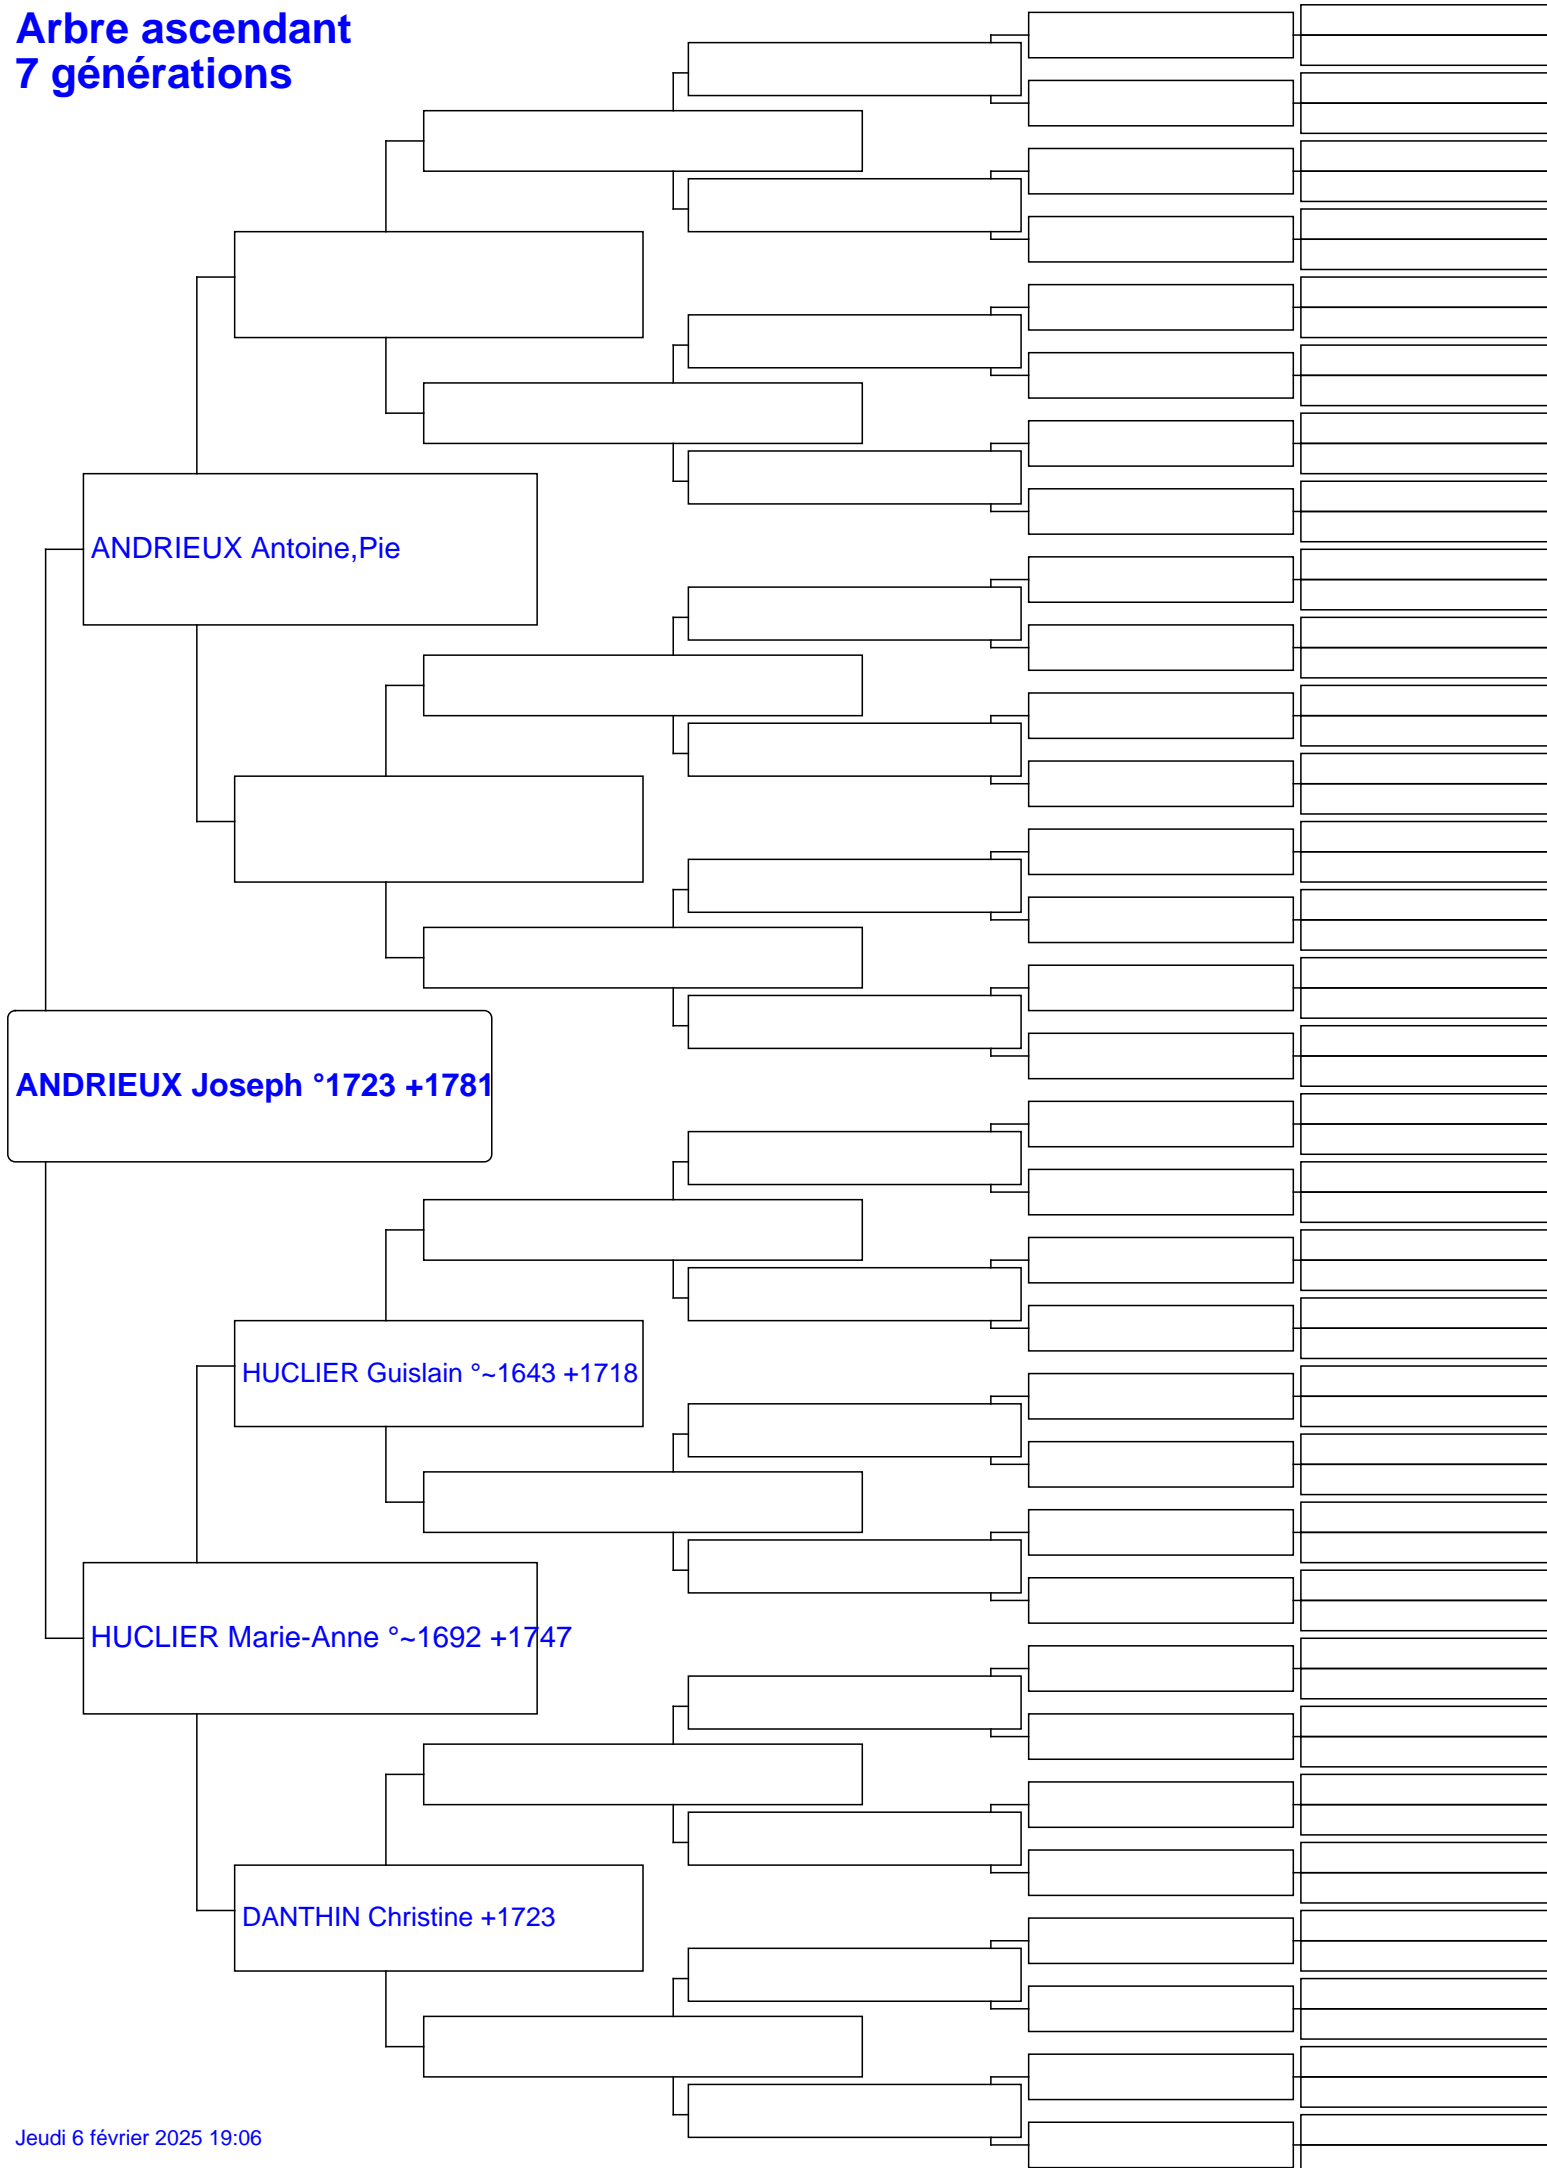 Arbre ascendant
7 générations
ANDRIEUX Antoine,Pie
ANDRIEUX Joseph °1723 +1781
HUCLIER Guislain °~1643 +1718
HUCLIER Marie-Anne °~1692 +1747
DANTHIN Christine +1723
Jeudi 6 février 2025 19:06